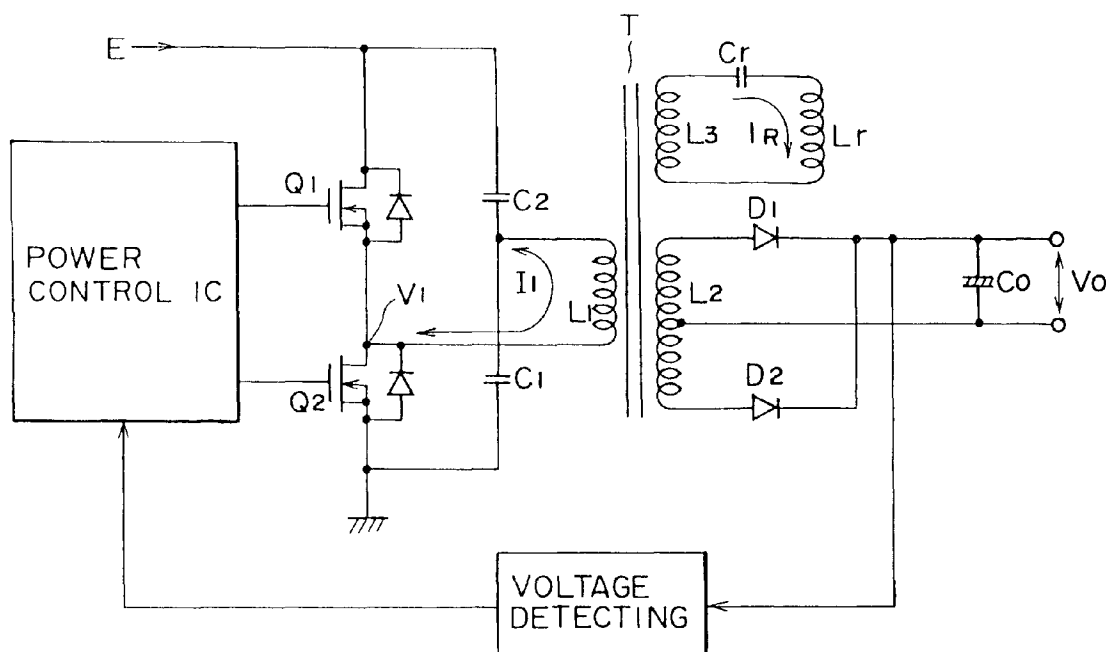 T
E
Cr
L3
IR
Lr
Q1
C2
D1
POWER
CONTROL IC
V1
I1
L1
L2
Co
Vo
Q2
C1
D2
VOLTAGE
DETECTING